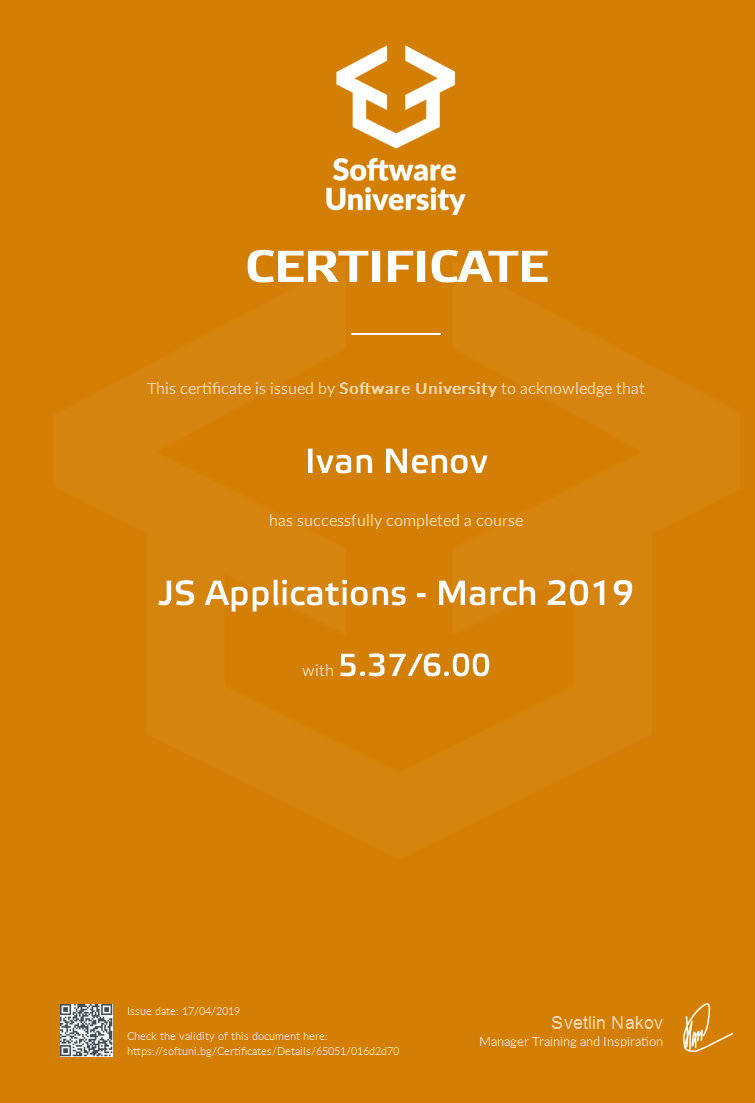 Software
University
CERTIFICATE
This certificate is issued by Software University to acknowledge that
Ivan Nenov
has successfully completed a course
JS Applications - March 2019
with 5.37/6.00
Issue date: 17/04/2019
Check the validity of this document here:
https://softuni.bg/Certificates/Details/65051/016d2d70
Svetlin Nakov
Manager Training and Inspiration